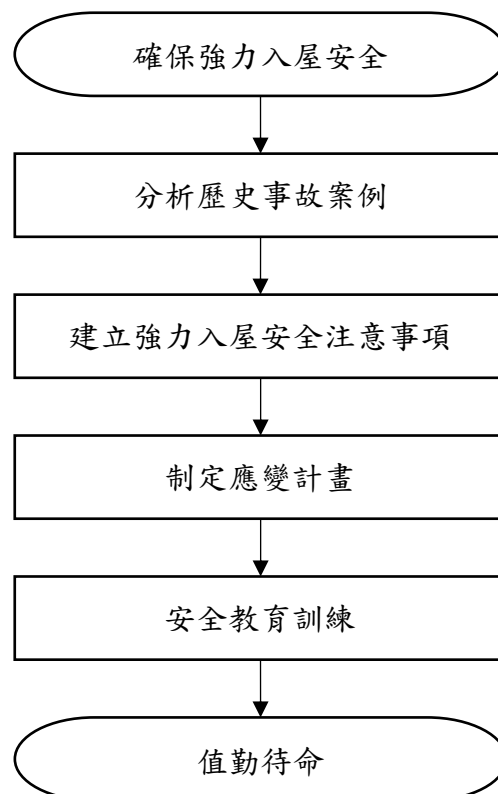 確保強力入屋安全
分析歷史事故案例
建立強力入屋安全注意事項
制定應變計畫
安全教育訓練
值勤待命